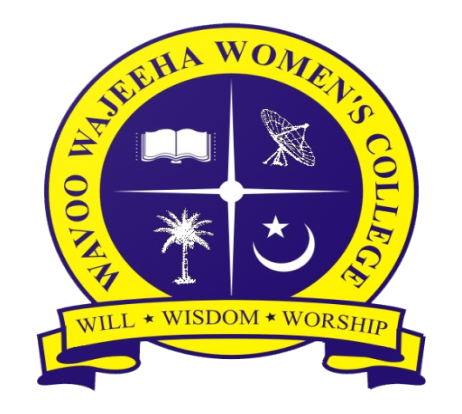 WAVOO WAJEEHA WOMEN'S COLLEGE
WILL ★ WISDOM ★ WORSHIP